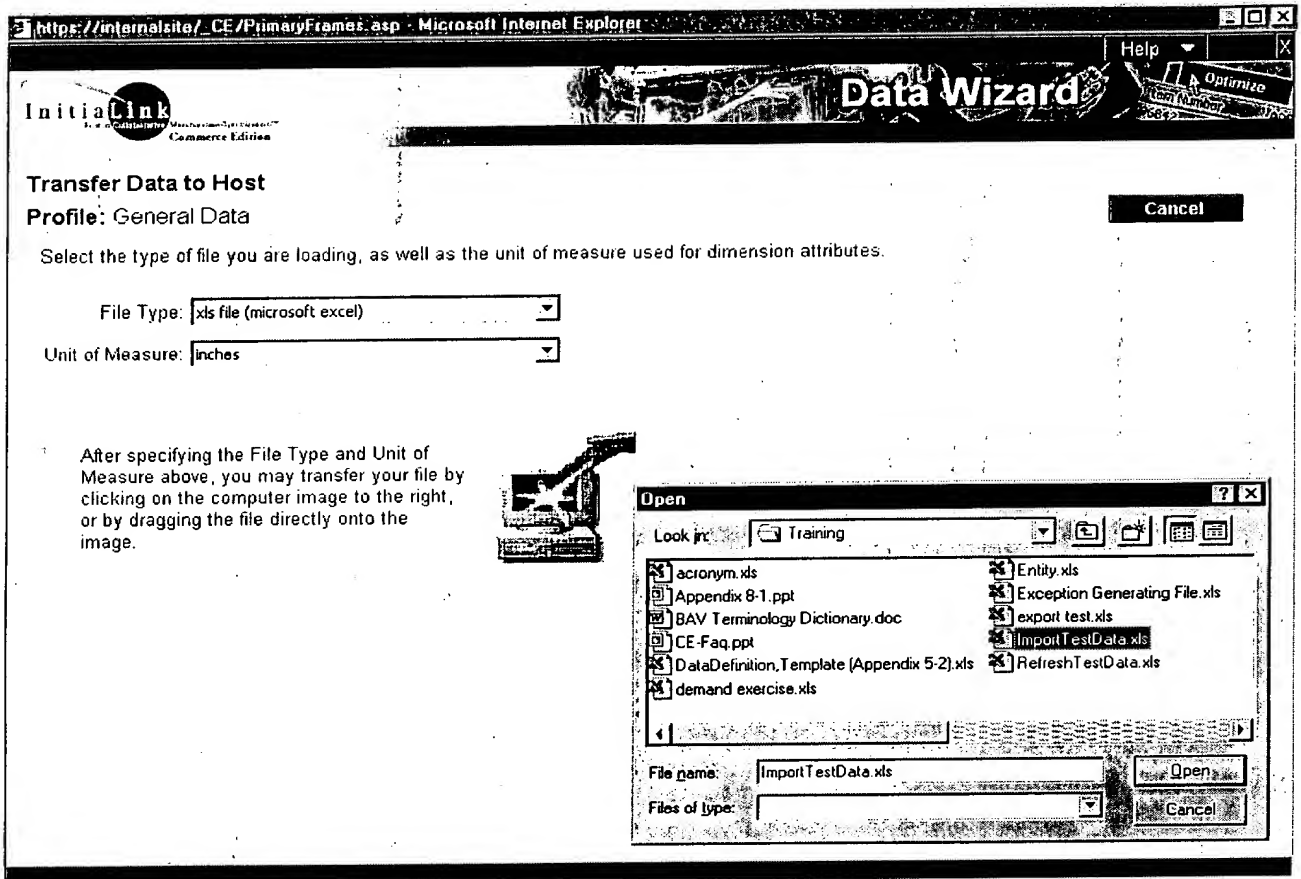 https://internalsite/_CE/PrimaryFrames.asp - Microsoft Internet Explorer
Help
X
InitiaLink
Commerce Edition
Data Wizard
Optimize
Item Number
Transfer Data to Host
Profile: General Data
Cancel
Select the type of file you are loading, as well as the unit of measure used for dimension attributes.
File Type: xls file (microsoft excel)
Unit of Measure: inches
After specifying the File Type and Unit of
Measure above, you may transfer your file by
clicking on the computer image to the right,
or by dragging the file directly onto the
image.
Open
Look in: Training
acronym.xls
Appendix 8-1.ppt
BAV Terminology Dictionary.doc
CE-Faq.ppt
DataDefinition,Template (Appendix 5-2).xls
demand exercise.xls
Entity.xls
Exception Generating File.xls
export test.xls
ImportTestData.xls
RefreshTestData.xls
File name: ImportTestData.xls
Open
Files of type:
Cancel